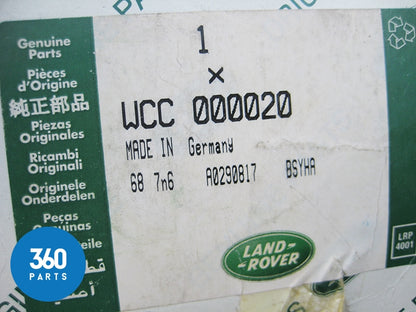 Genuine
Parts
Pièces
d'Origine
純正部品
Piezas
Originales
Ricambi
Originali
Originele
Onderdelen
Peças
1
x
WCC 000020
MADE IN Germany
68 7n6 A0290817 BSYHA
LAND-
ROVER
LRP
4001
360
PARTS